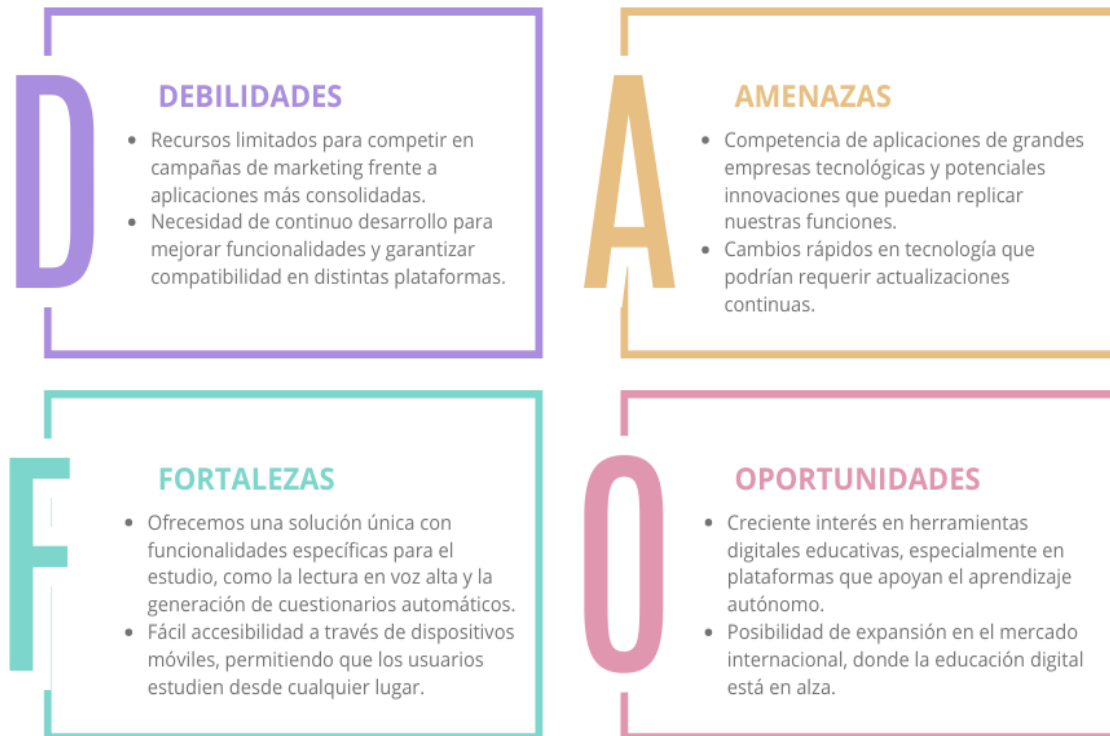 D
DEBILIDADES
• Recursos limitados para competir en
campañas de marketing frente a
aplicaciones más consolidadas.
• Necesidad de continuo desarrollo para
mejorar funcionalidades y garantizar
compatibilidad en distintas plataformas.
A
AMENAZAS
• Competencia de aplicaciones de grandes
empresas tecnológicas y potenciales
innovaciones que puedan replicar
nuestras funciones.
• Cambios rápidos en tecnología que
podrían requerir actualizaciones
continuas.
F
FORTALEZAS
• Ofrecemos una solución única con
funcionalidades específicas para el
estudio, como la lectura en voz alta y la
generación de cuestionarios automáticos.
• Fácil accesibilidad a través de dispositivos
móviles, permitiendo que los usuarios
estudien desde cualquier lugar.
O
OPORTUNIDADES
• Creciente interés en herramientas
digitales educativas, especialmente en
plataformas que apoyan el aprendizaje
autónomo.
• Posibilidad de expansión en el mercado
internacional, donde la educación digital
está en alza.